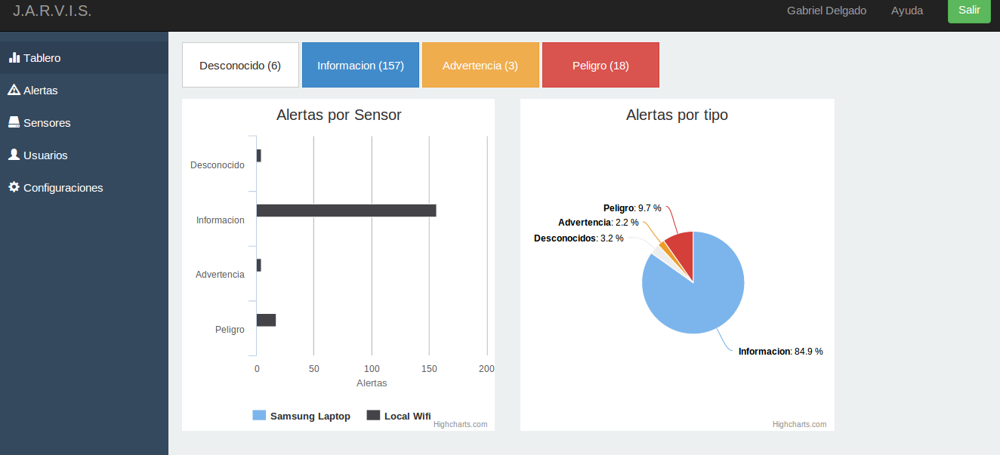 J.A.R.V.I.S.
Gabriel Delgado Ayuda Salir
Tablero
Alertas
Sensores
Usuarios
Configuraciones
Desconocido (6) Informacion (157) Advertencia (3) Peligro (18)
Alertas por Sensor
Desconocido
Informacion
Advertencia
Peligro
0 50 100 150 200
Alertas
Samsung Laptop Local Wifi
Highcharts.com
Alertas por tipo
Peligro: 9.7 %
Advertencia: 2.2 %
Desconocidos: 3.2 %
Informacion: 84.9 %
Highcharts.com